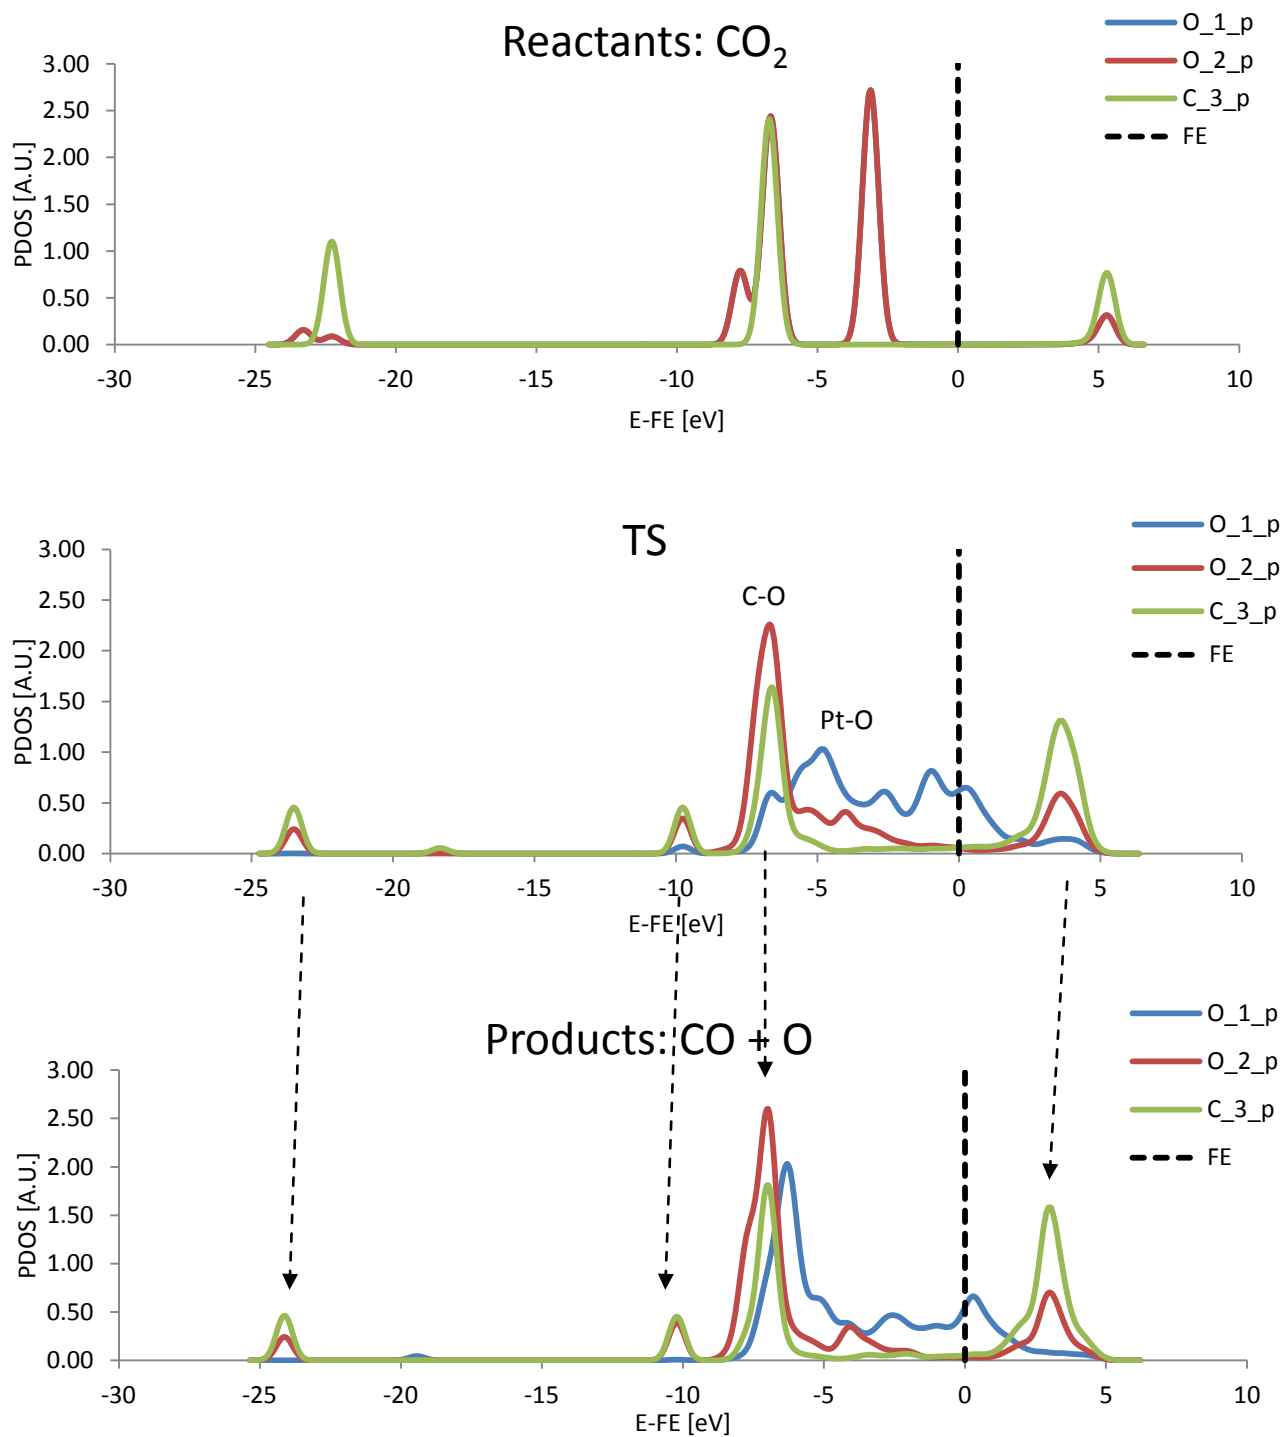 Reactants: CO2
O_1_p
O_2_p
C_3_p
FE
PDOS [A.U.]
3.00
2.50
2.00
1.50
1.00
0.50
0.00
-30 -25 -20 -15 -10 -5 0 5 10
E-FE [eV]
TS
O_1_p
O_2_p
C_3_p
FE
PDOS [A.U.]
3.00
2.50
2.00
1.50
1.00
0.50
0.00
C-O
Pt-O
-30 -25 -20 -15 -10 -5 0 5 10
E-FE [eV]
Products: CO + O
O_1_p
O_2_p
C_3_p
FE
PDOS [A.U.]
3.00
2.50
2.00
1.50
1.00
0.50
0.00
-30 -25 -20 -15 -10 -5 0 5 10
E-FE [eV]